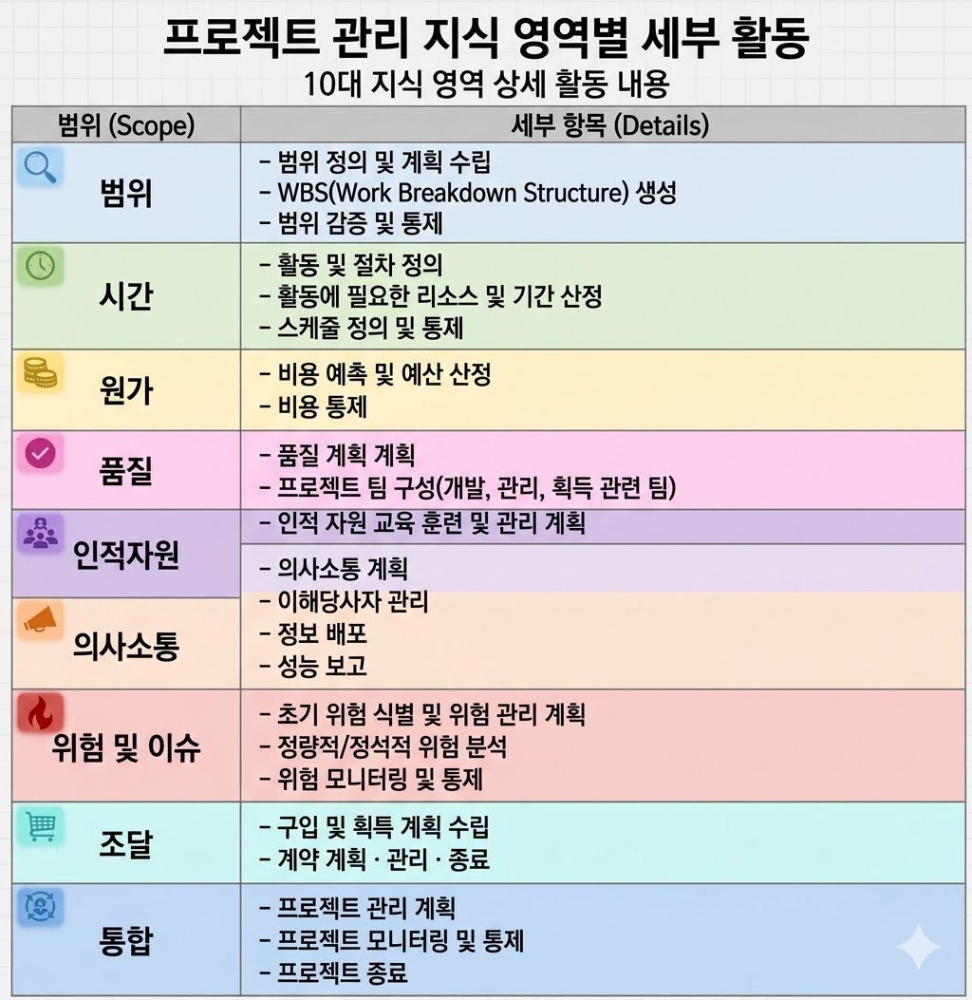 프로젝트 관리 지식 영역별 세부 활동
10대 지식 영역 상세 활동 내용
범위 (Scope)
세부 항목 (Details)
범위
- 범위 정의 및 계획 수립
- WBS(Work Breakdown Structure) 생성
- 범위 감증 및 통제
시간
- 활동 및 절차 정의
- 활동에 필요한 리소스 및 기간 산정
- 스케줄 정의 및 통제
원가
- 비용 예측 및 예산 산정
- 비용 통제
품질
- 품질 계획 계획
- 프로젝트 팀 구성(개발, 관리, 획득 관련 팀)
인적자원
- 인적 자원 교육 훈련 및 관리 계획
- 의사소통 계획
의사소통
- 이해당사자 관리
- 정보 배포
- 성능 보고
위험 및 이슈
- 초기 위험 식별 및 위험 관리 계획
- 정량적/정석적 위험 분석
- 위험 모니터링 및 통제
조달
- 구입 및 획특 계획 수립
- 계약 계획 · 관리 · 종료
통합
- 프로젝트 관리 계획
- 프로젝트 모니터링 및 통제
- 프로젝트 종료